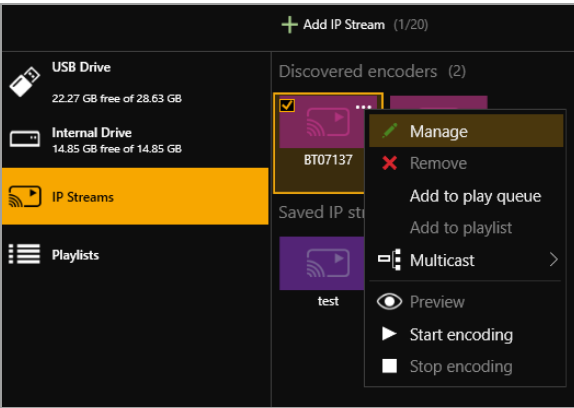 Add IP Stream (1/20)
USB Drive
22.27 GB free of 28.63 GB
Internal Drive
14.85 GB free of 14.85 GB
IP Streams
Playlists
Discovered encoders (2)
BT07137
Saved IP str
test
Manage
Remove
Add to play queue
Add to playlist
Multicast
Preview
Start encoding
Stop encoding